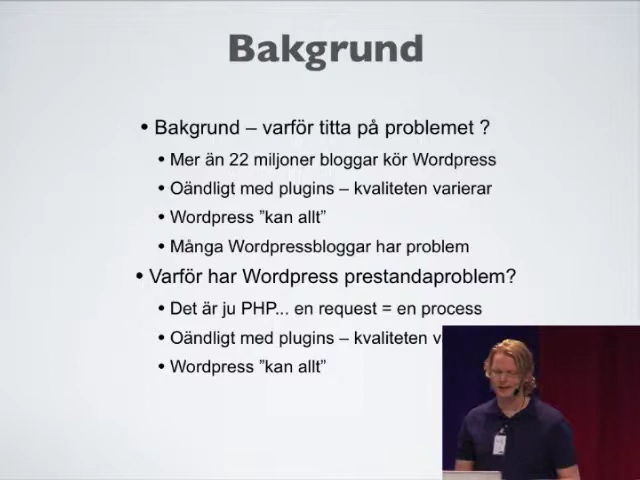 Bakgrund
• Bakgrund – varför titta på problemet ?
• Mer än 22 miljoner bloggar kör Wordpress
• Oändligt med plugins – kvaliteten varierar
• Wordpress ”kan allt”
• Många Wordpressbloggar har problem
• Varför har Wordpress prestandaproblem?
• Det är ju PHP... en request = en process
• Oändligt med plugins – kvaliteten
• Wordpress ”kan allt”